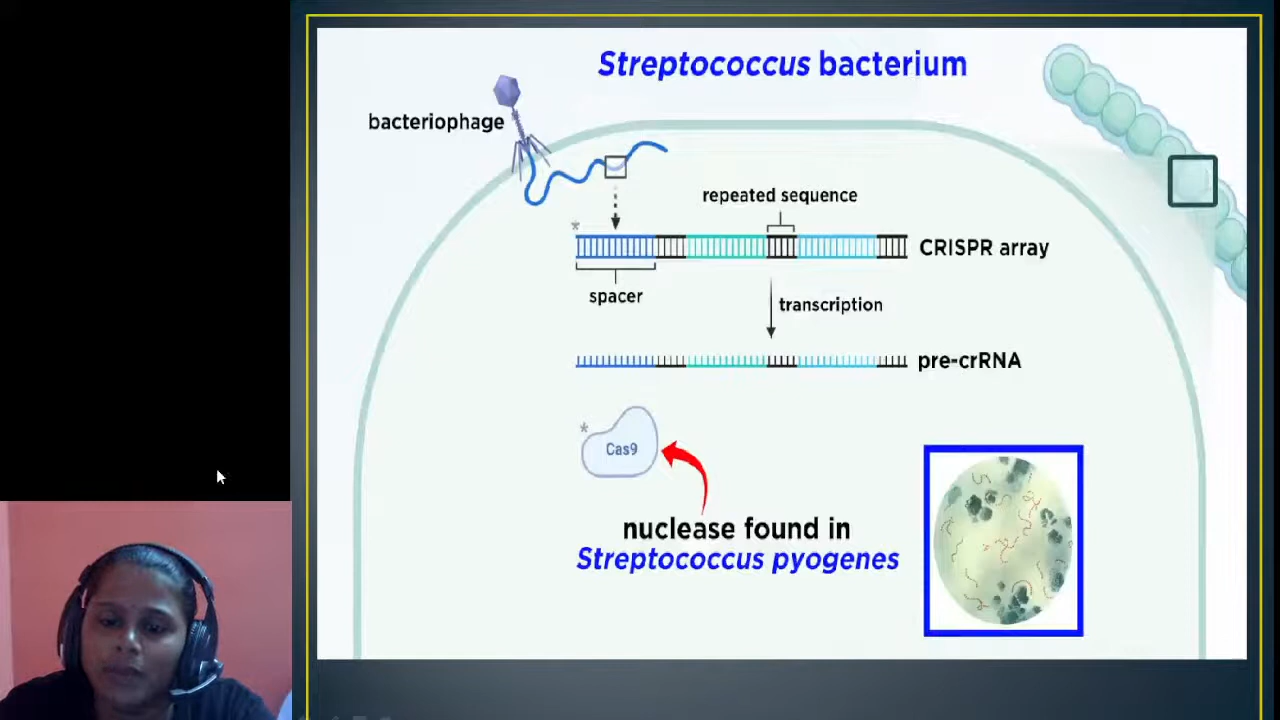 Streptococcus bacterium
bacteriophage
repeated sequence
*
CRISPR array
spacer
transcription
pre-crRNA
*
Cas9
nuclease found in
Streptococcus pyogenes